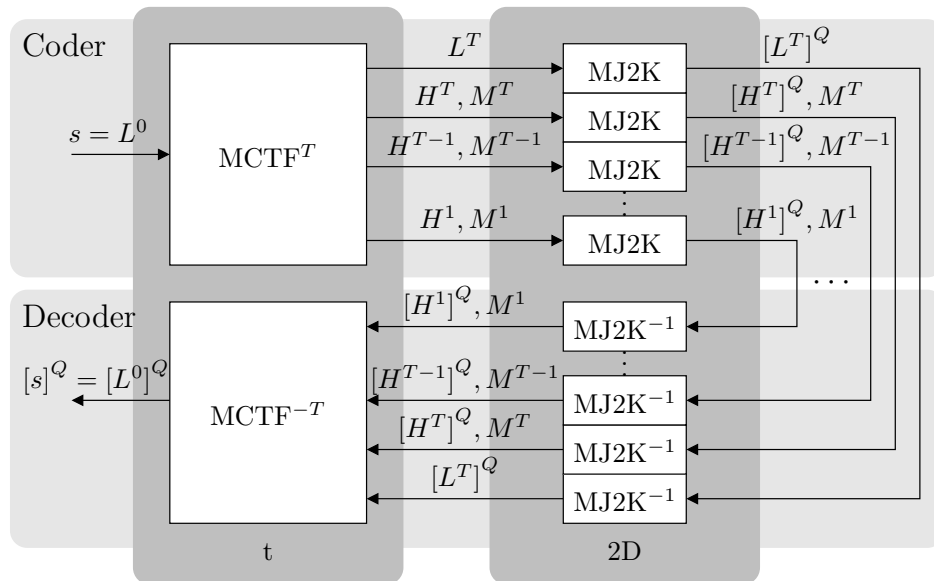 Coder
s = L^0
MCTF^T
L^T
H^T, M^T
H^{T-1}, M^{T-1}
H^1, M^1
MJ2K
MJ2K
MJ2K
⋮
MJ2K
[L^T]^Q
[H^T]^Q, M^T
[H^{T-1}]^Q, M^{T-1}
[H^1]^Q, M^1
...
Decoder
[s]^Q = [L^0]^Q
MCTF^{-T}
[H^1]^Q, M^1
[H^{T-1}]^Q, M^{T-1}
[H^T]^Q, M^T
[L^T]^Q
MJ2K^{-1}
⋮
MJ2K^{-1}
MJ2K^{-1}
MJ2K^{-1}
t
2D